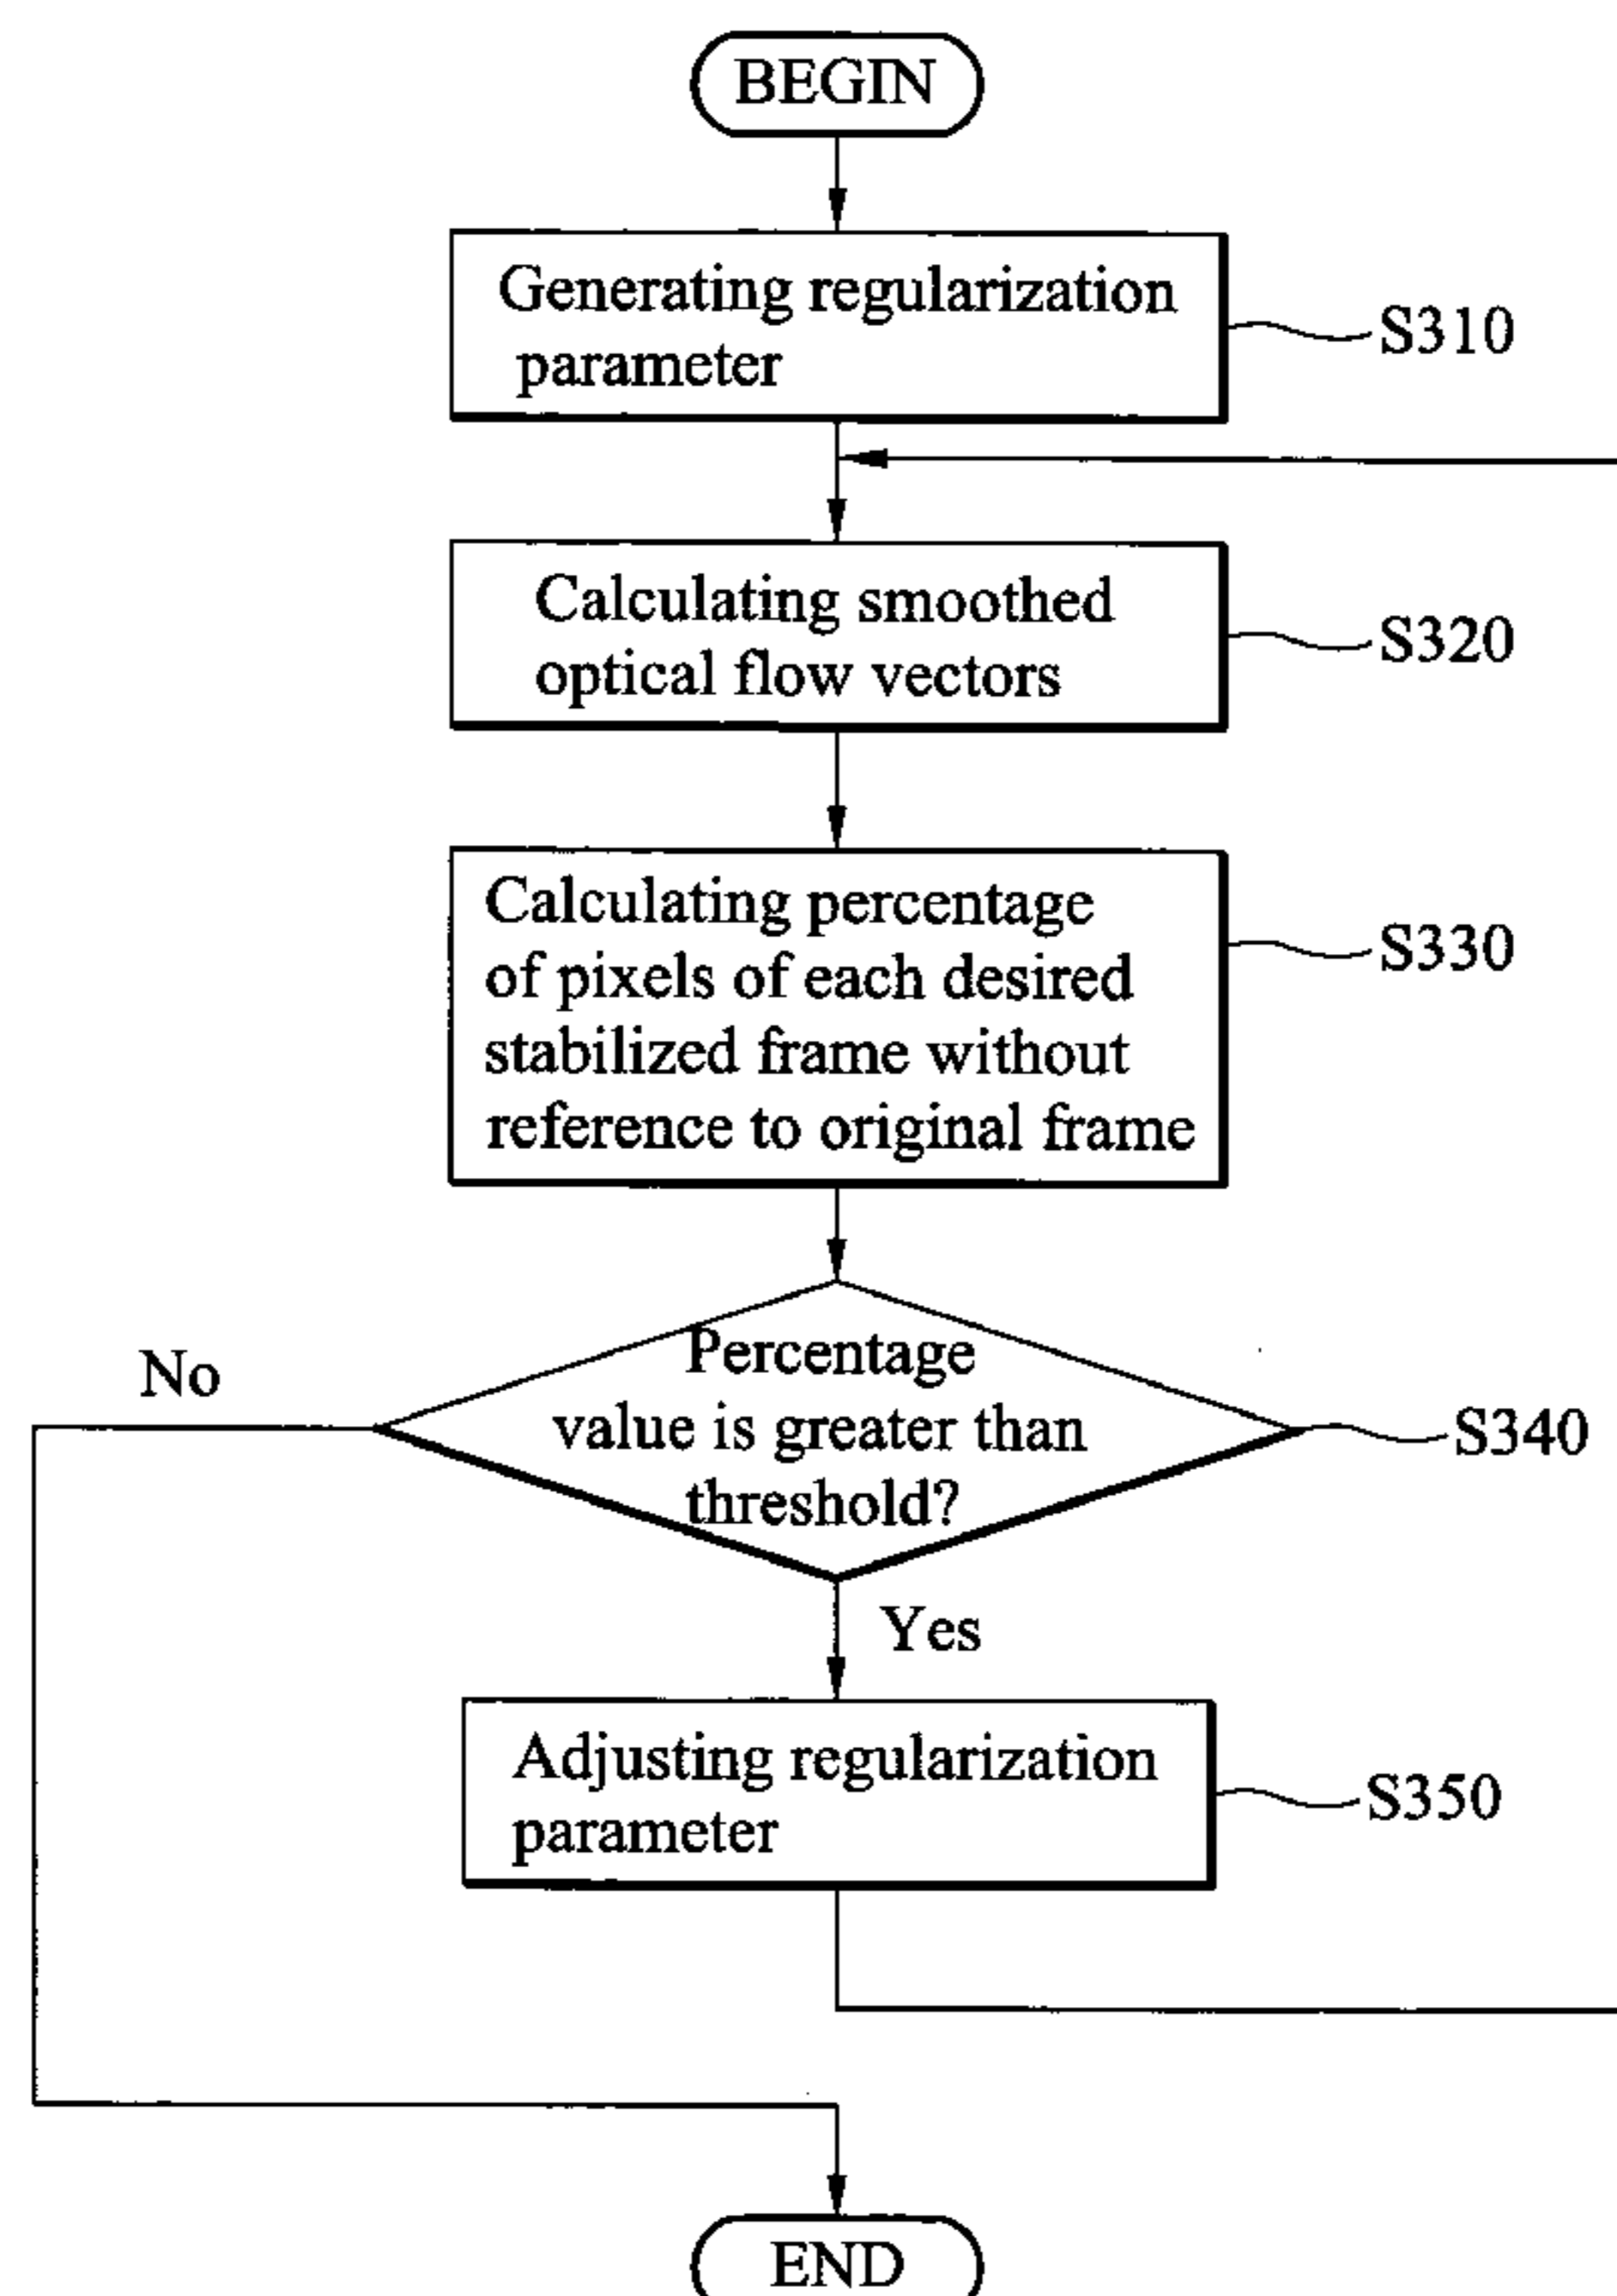 BEGIN
Generating regularization
parameter
S310
Calculating smoothed
optical flow vectors
S320
Calculating percentage
of pixels of each desired
stabilized frame without
reference to original frame
S330
Percentage
value is greater than
threshold?
S340
No
Yes
Adjusting regularization
parameter
S350
END